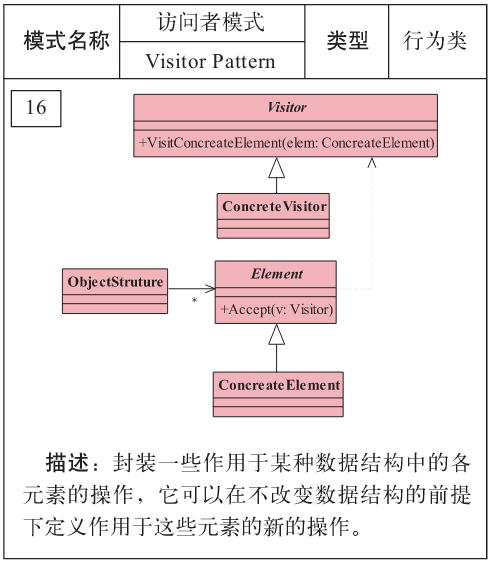 模式名称
访问者模式
Visitor Pattern
类型
行为类
16
Visitor
+VisitConcreateElement(elem: ConcreateElement)
ConcreteVisitor
ObjectStruture
*
Element
+Accept(v: Visitor)
ConcreateElement
描述：封装一些作用于某种数据结构中的各
元素的操作，它可以在不改变数据结构的前提
下定义作用于这些元素的新的操作。